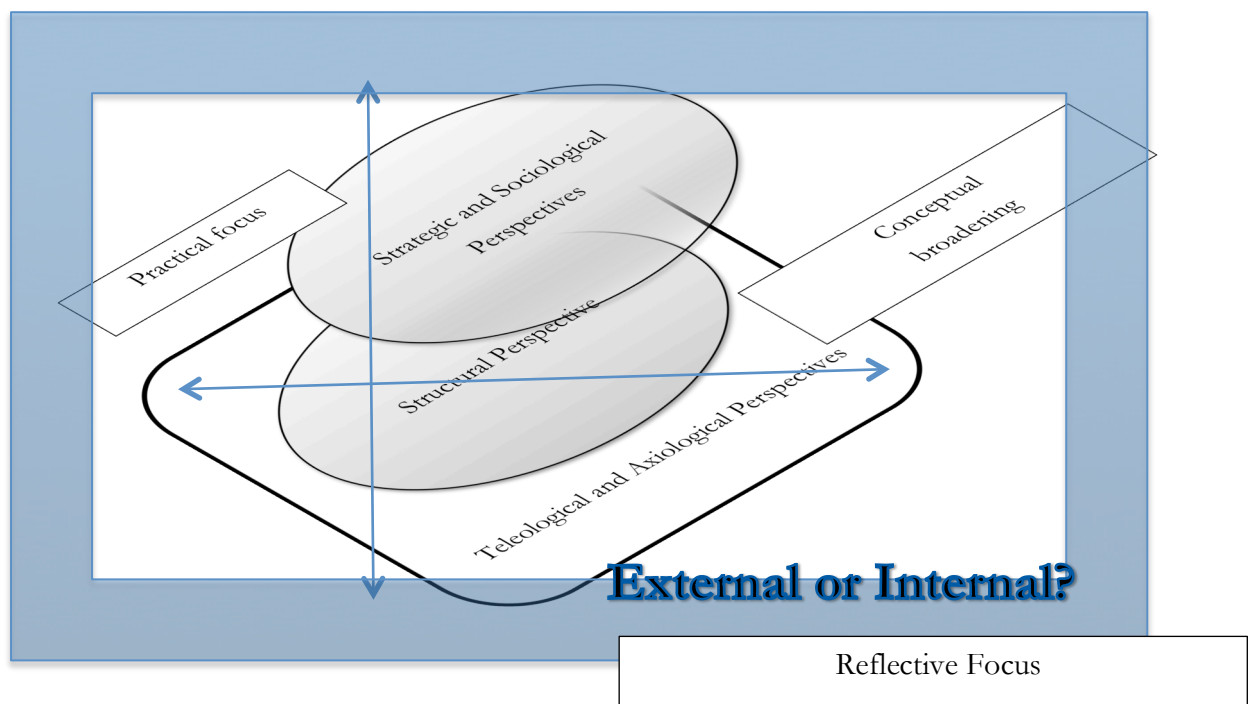 Strategic and Sociological
Perspectives
Practical focus
Conceptual
broadening
Structural Perspective
Teleological and Axiological Perspectives
External or Internal?
Reflective Focus